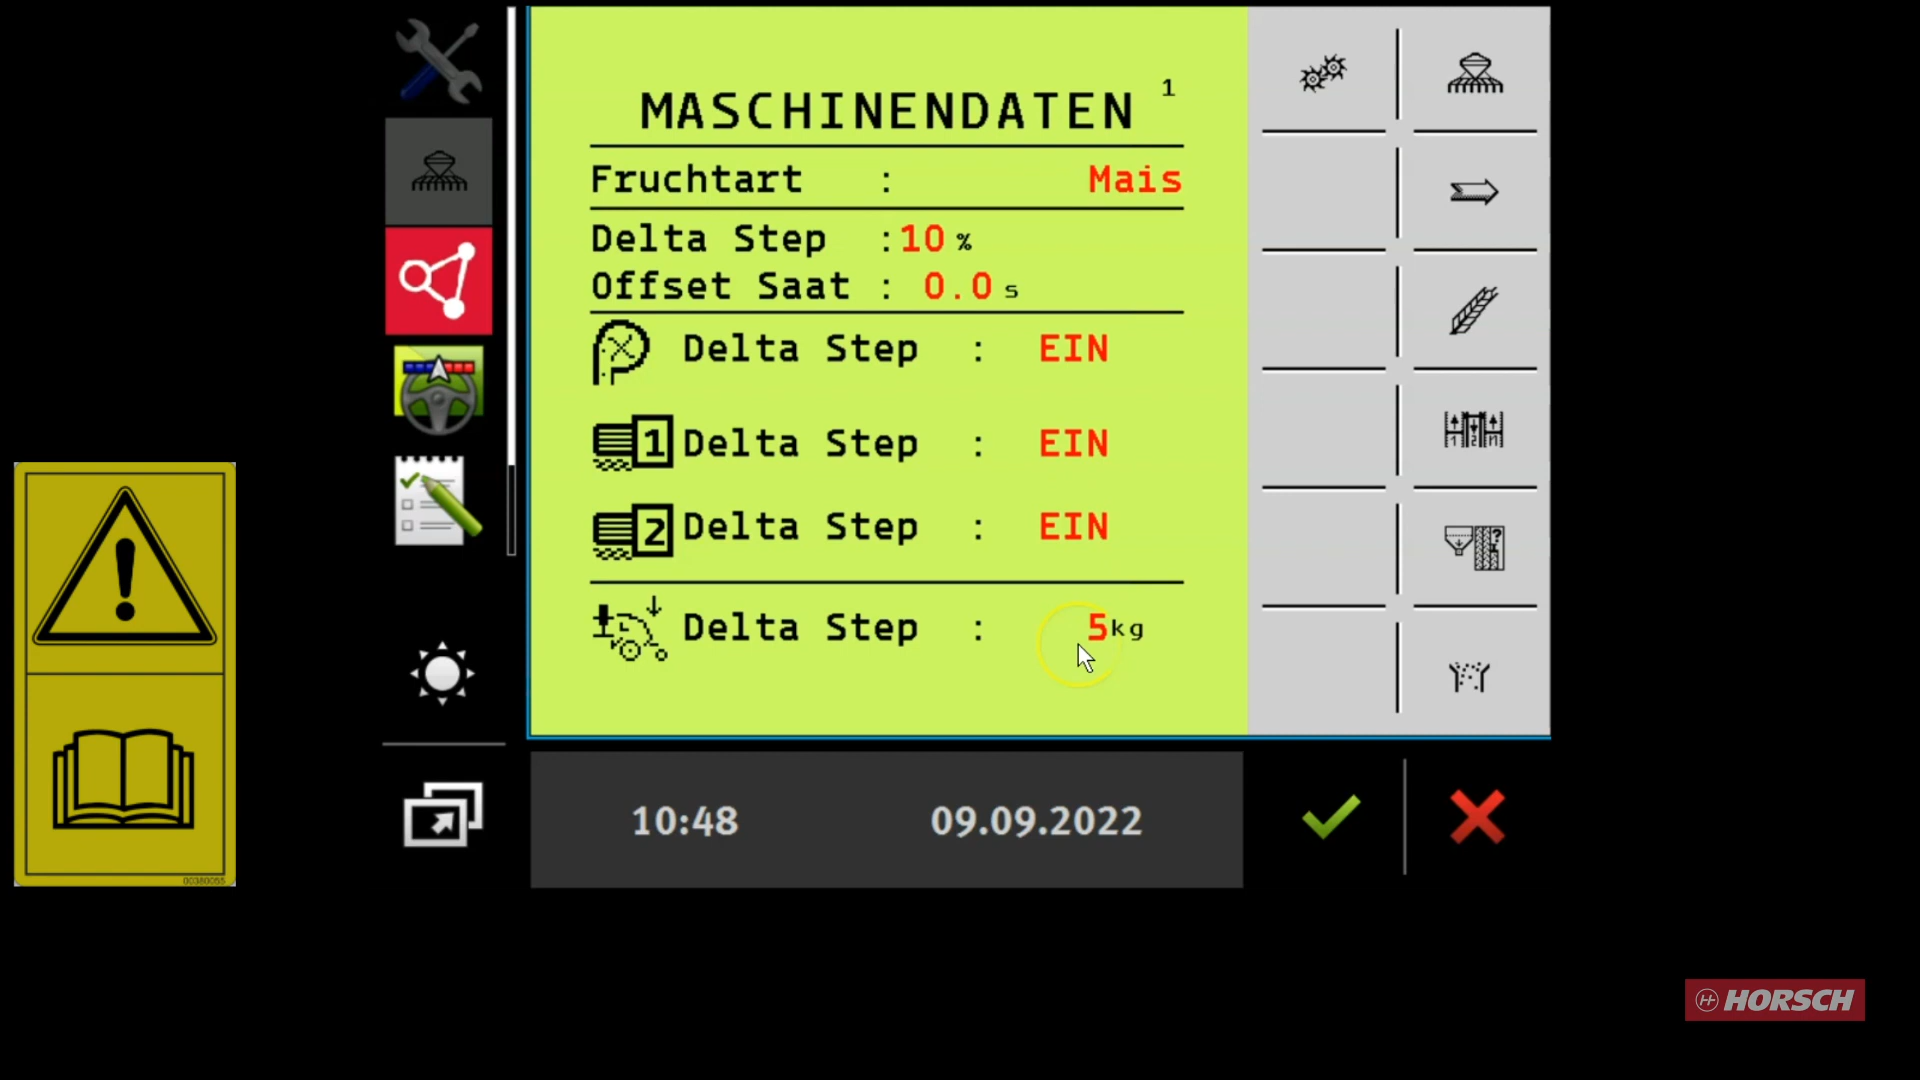 MASCHINENDATEN 1
Fruchtart : Mais
Delta Step : 10 %
Offset Saat : 0.0 s
Delta Step : EIN
1 Delta Step : EIN
2 Delta Step : EIN
Delta Step : 5 kg
10:48 09.09.2022
00380055
HORSCH